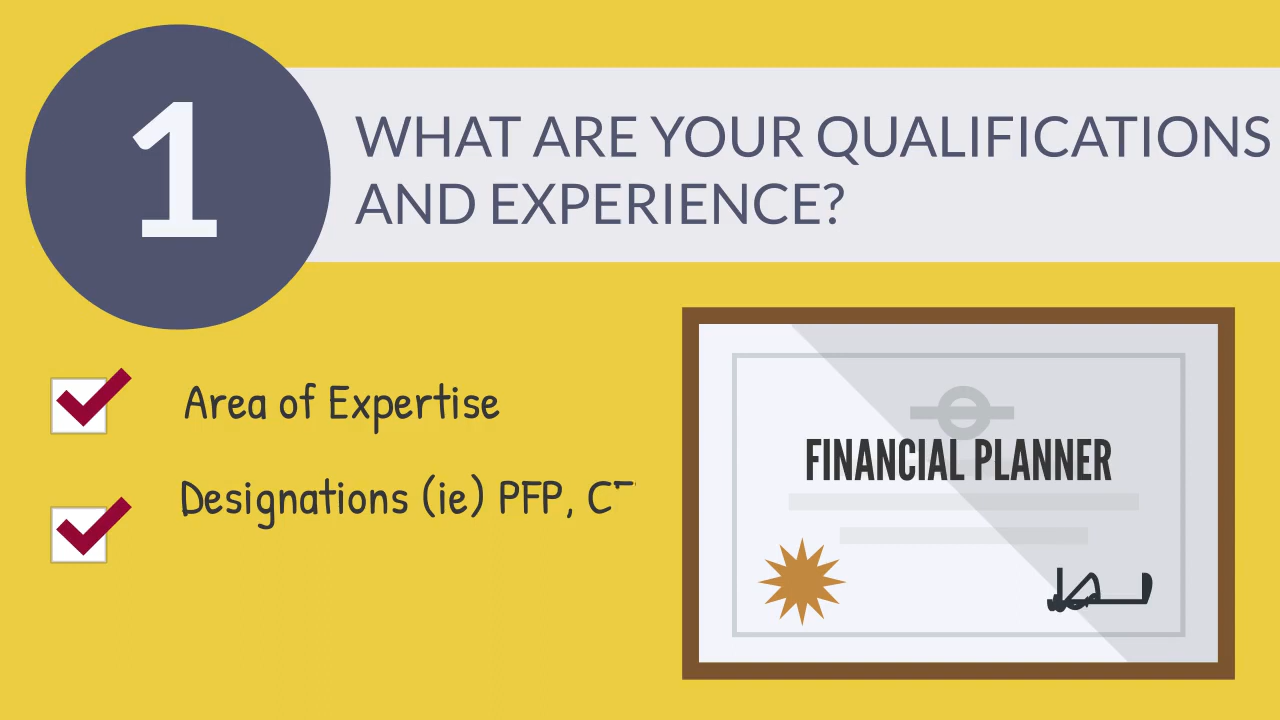 1
WHAT ARE YOUR QUALIFICATIONS
AND EXPERIENCE?
Area of Expertise
Designations (ie) PFP,
FINANCIAL PLANNER